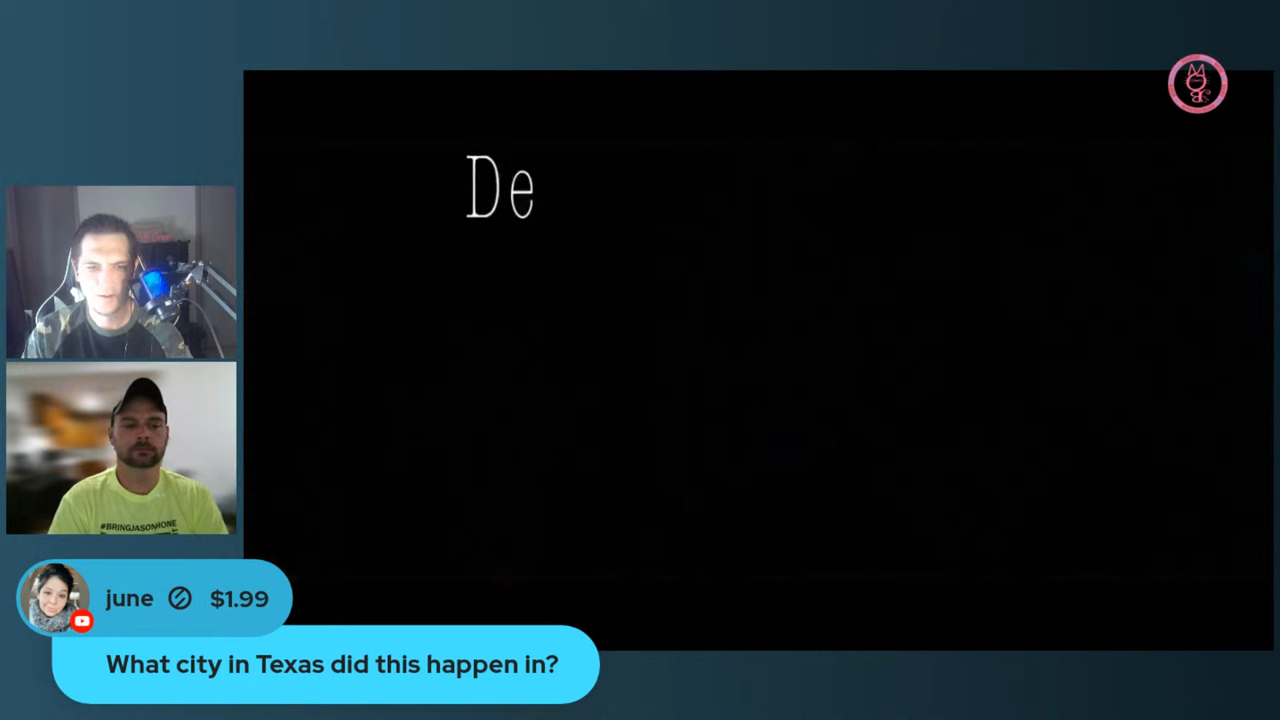 De
#BRINGJASONHOME
june $1.99
What city in Texas did this happen in?